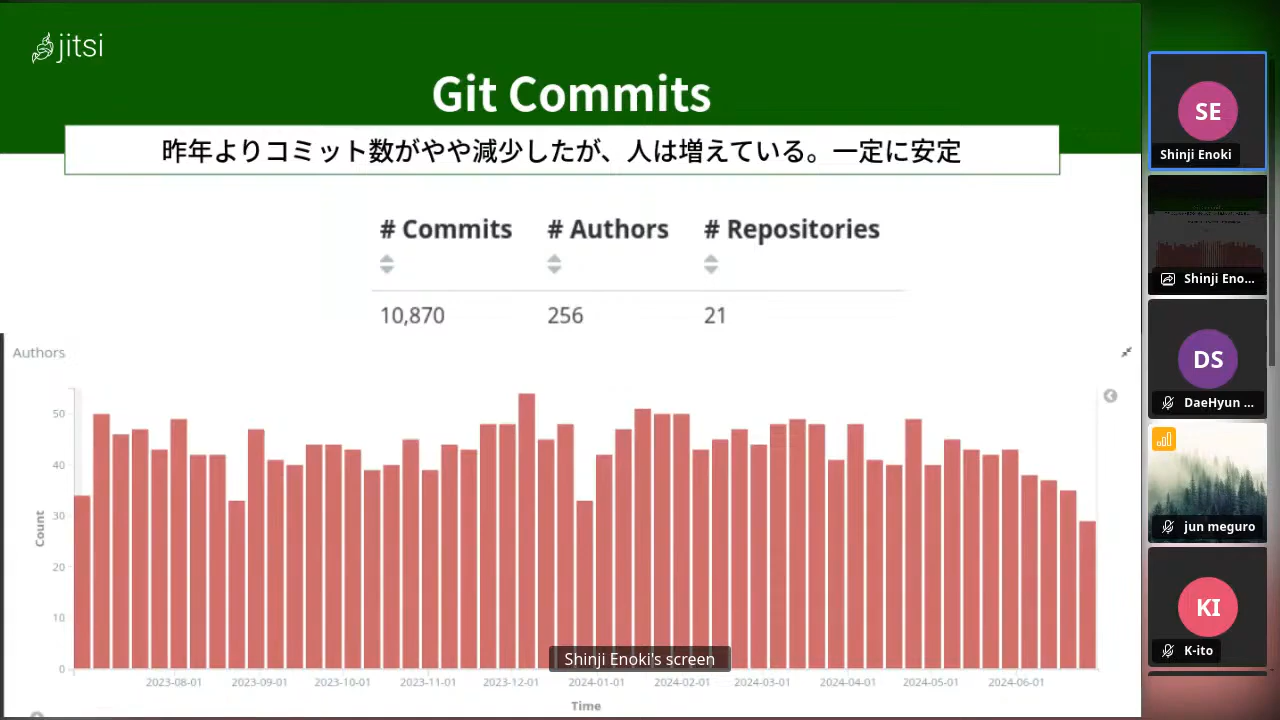 jitsi
Git Commits
昨年よりコミット数がやや減少したが、人は増えている。一定に安定
# Commits # Authors # Repositories
10,870 256 21
Authors
50
40
30
20
10
0
Count
2023-08-01 2023-09-01 2023-10-01 2023-11-01 2023-12-01 2024-01-01 2024-02-01 2024-03-01 2024-04-01 2024-05-01 2024-06-01
Time
Shinji Enoki's screen
SE
Shinji Enoki
Shinji Eno...
DS
DaeHyun ...
jun meguro
KI
K-ito